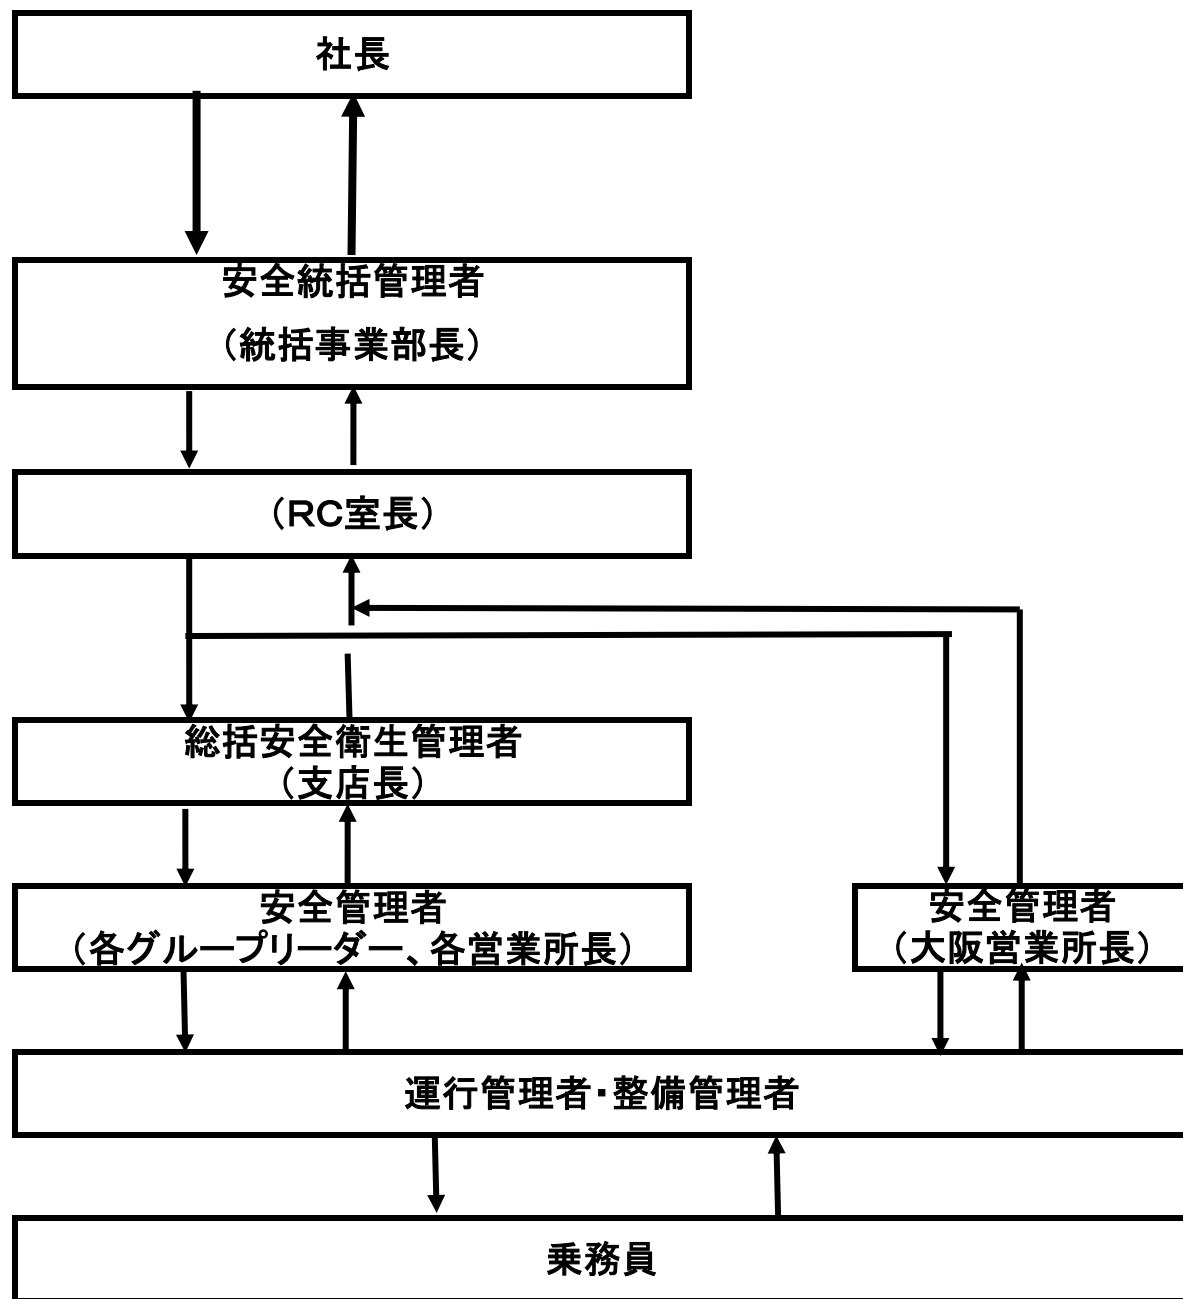 社長
安全統括管理者
（統括事業部長）
（RC室長）
総括安全衛生管理者
（支店長）
安全管理者
（各グループリーダー、各営業所長）
安全管理者
（大阪営業所長）
運行管理者・整備管理者
乗務員